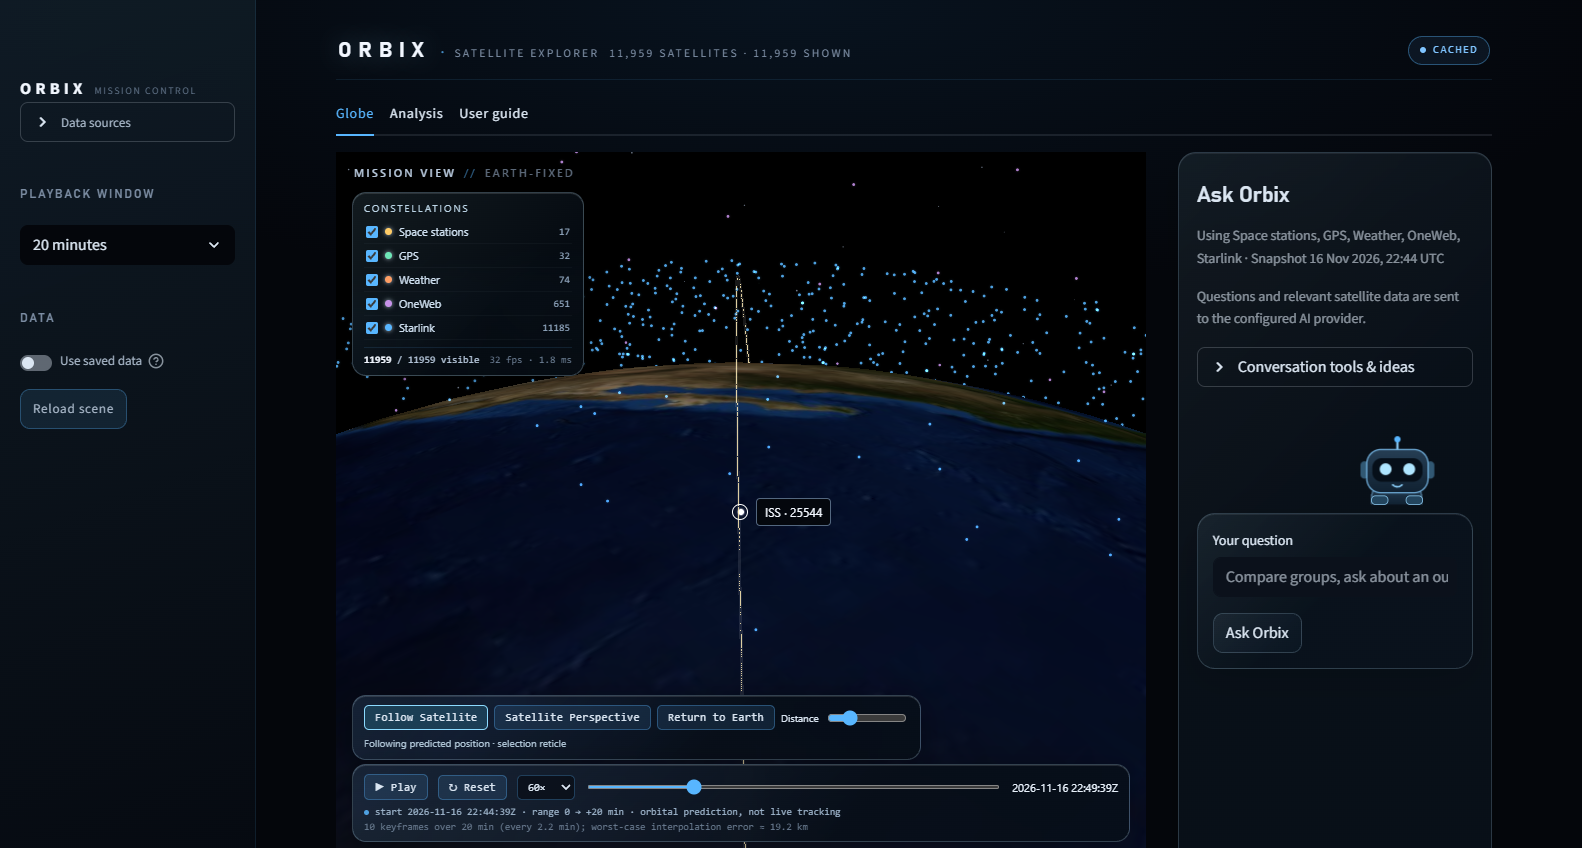 ORBIX MISSION CONTROL
Data sources
PLAYBACK WINDOW
20 minutes
DATA
Use saved data
Reload scene
ORBIX · SATELLITE EXPLORER 11,959 SATELLITES · 11,959 SHOWN
CACHED
Globe Analysis User guide
MISSION VIEW // EARTH-FIXED
CONSTELLATIONS
Space stations 17
GPS 32
Weather 74
OneWeb 651
Starlink 11185
11959 / 11959 visible 32 fps · 1.8 ms
ISS · 25544
Follow Satellite Satellite Perspective Return to Earth Distance
Following predicted position · selection reticle
▶ Play ↻ Reset 60× 2026-11-16 22:49:39Z
start 2026-11-16 22:44:39Z · range 0 → +20 min · orbital prediction, not live tracking
10 keyframes over 20 min (every 2.2 min); worst-case interpolation error ≈ 19.2 km
Ask Orbix
Using Space stations, GPS, Weather, OneWeb,
Starlink · Snapshot 16 Nov 2026, 22:44 UTC
Questions and relevant satellite data are sent
to the configured AI provider.
Conversation tools & ideas
Your question
Compare groups, ask about an ou
Ask Orbix